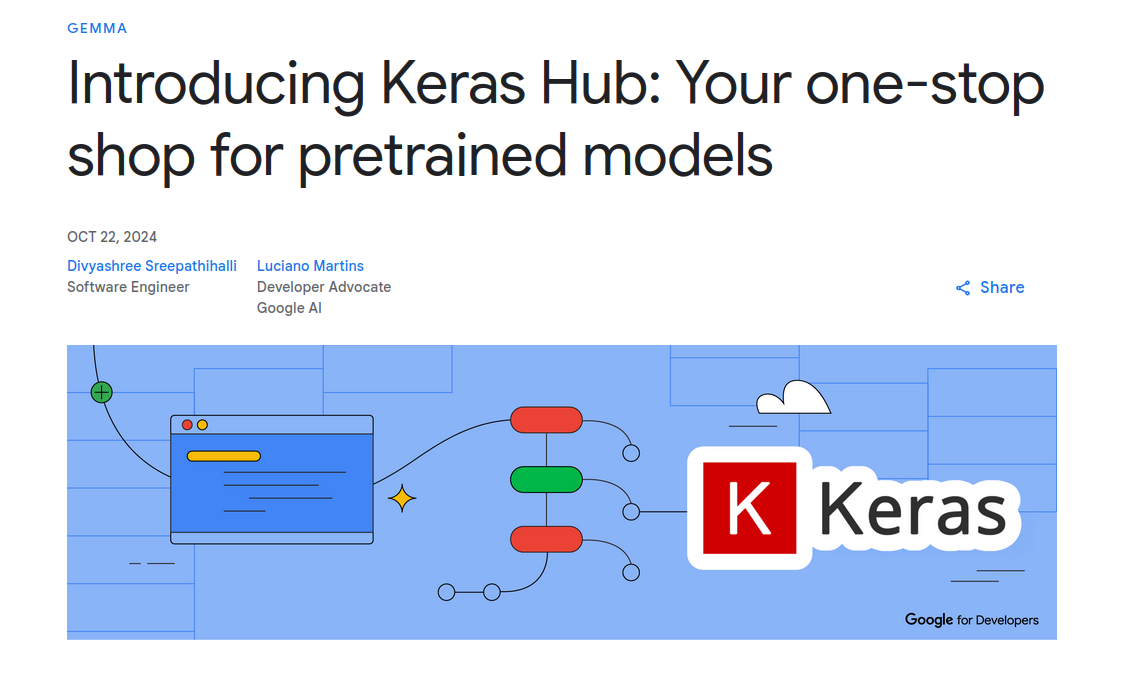 GEMMA
Introducing Keras Hub: Your one-stop
shop for pretrained models
OCT 22, 2024
Divyashree Sreepathihalli
Software Engineer
Luciano Martins
Developer Advocate
Google AI
Share
K Keras
Google for Developers